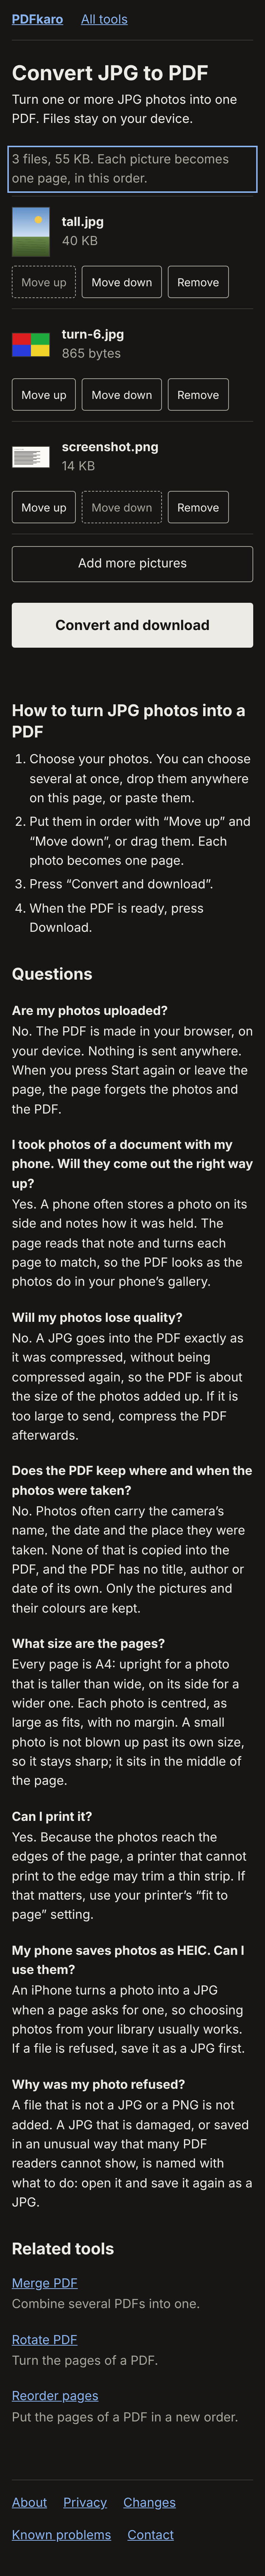 PDFkaro All tools
Convert JPG to PDF
Turn one or more JPG photos into one
PDF. Files stay on your device.
3 files, 55 KB. Each picture becomes
one page, in this order.
tall.jpg
40 KB
Move up Move down Remove
turn-6.jpg
865 bytes
Move up Move down Remove
screenshot.png
14 KB
Move up Move down Remove
Add more pictures
Convert and download
How to turn JPG photos into a
PDF
1. Choose your photos. You can choose
several at once, drop them anywhere
on this page, or paste them.
2. Put them in order with “Move up” and
“Move down”, or drag them. Each
photo becomes one page.
3. Press “Convert and download”.
4. When the PDF is ready, press
Download.
Questions
Are my photos uploaded?
No. The PDF is made in your browser, on
your device. Nothing is sent anywhere.
When you press Start again or leave the
page, the page forgets the photos and
the PDF.
I took photos of a document with my
phone. Will they come out the right way
up?
Yes. A phone often stores a photo on its
side and notes how it was held. The
page reads that note and turns each
page to match, so the PDF looks as the
photos do in your phone’s gallery.
Will my photos lose quality?
No. A JPG goes into the PDF exactly as
it was compressed, without being
compressed again, so the PDF is about
the size of the photos added up. If it is
too large to send, compress the PDF
afterwards.
Does the PDF keep where and when the
photos were taken?
No. Photos often carry the camera’s
name, the date and the place they were
taken. None of that is copied into the
PDF, and the PDF has no title, author or
date of its own. Only the pictures and
their colours are kept.
What size are the pages?
Every page is A4: upright for a photo
that is taller than wide, on its side for a
wider one. Each photo is centred, as
large as fits, with no margin. A small
photo is not blown up past its own size,
so it stays sharp; it sits in the middle of
the page.
Can I print it?
Yes. Because the photos reach the
edges of the page, a printer that cannot
print to the edge may trim a thin strip. If
that matters, use your printer’s “fit to
page” setting.
My phone saves photos as HEIC. Can I
use them?
An iPhone turns a photo into a JPG
when a page asks for one, so choosing
photos from your library usually works.
If a file is refused, save it as a JPG first.
Why was my photo refused?
A file that is not a JPG or a PNG is not
added. A JPG that is damaged, or saved
in an unusual way that many PDF
readers cannot show, is named with
what to do: open it and save it again as a
JPG.
Related tools
Merge PDF
Combine several PDFs into one.
Rotate PDF
Turn the pages of a PDF.
Reorder pages
Put the pages of a PDF in a new order.
About Privacy Changes
Known problems Contact